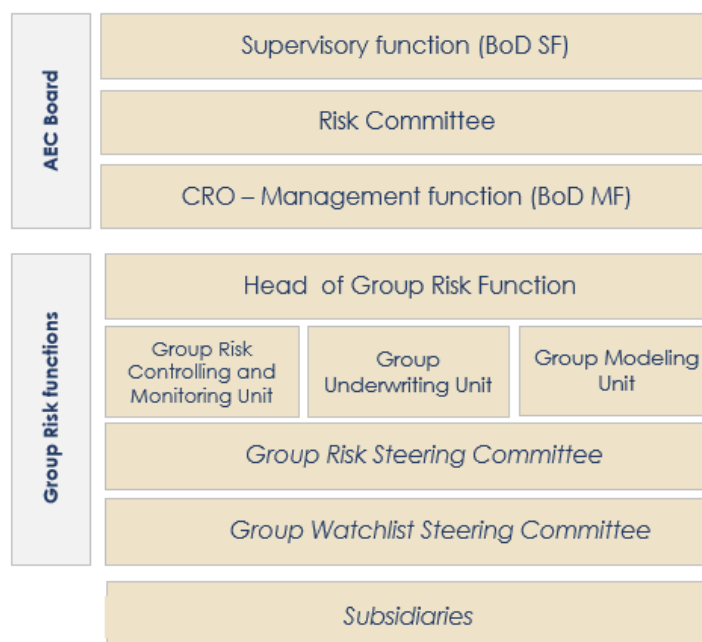 AEC Board
Supervisory function (BoD SF)
Risk Committee
CRO – Management function (BoD MF)
Group Risk functions
Head of Group Risk Function
Group Risk
Controlling and
Monitoring Unit
Group
Underwriting Unit
Group Modeling
Unit
Group Risk Steering Committee
Group Watchlist Steering Committee
Subsidiaries